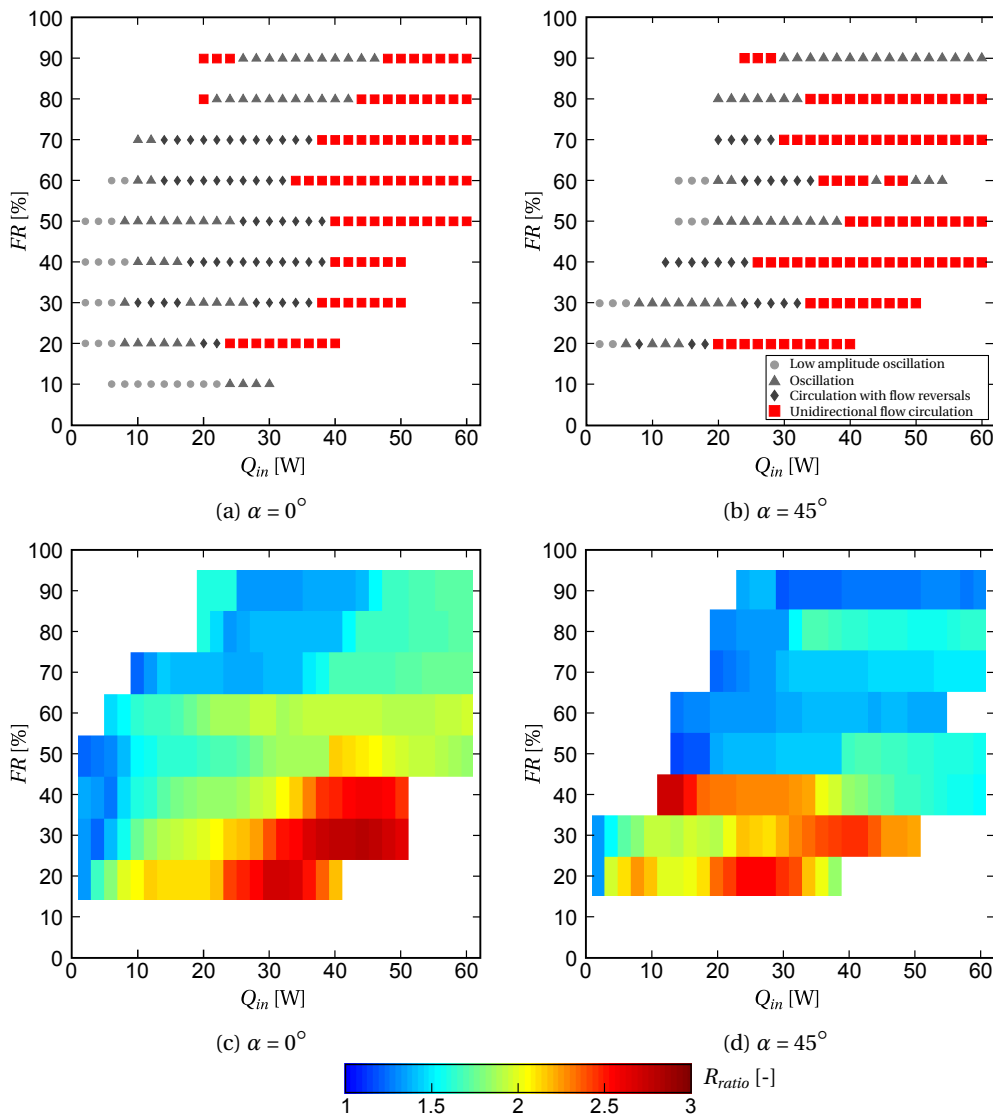 100
90
80
70
60
50
40
30
20
10
0
FR [%]
0 10 20 30 40 50 60
Q_in [W]
(a) α = 0°
100
90
80
70
60
50
40
30
20
10
0
FR [%]
0 10 20 30 40 50 60
Q_in [W]
Low amplitude oscillation
Oscillation
Circulation with flow reversals
Unidirectional flow circulation
(b) α = 45°
100
90
80
70
60
50
40
30
20
10
0
FR [%]
0 10 20 30 40 50 60
Q_in [W]
(c) α = 0°
100
90
80
70
60
50
40
30
20
10
0
FR [%]
0 10 20 30 40 50 60
Q_in [W]
(d) α = 45°
R_ratio [-]
1 1.5 2 2.5 3